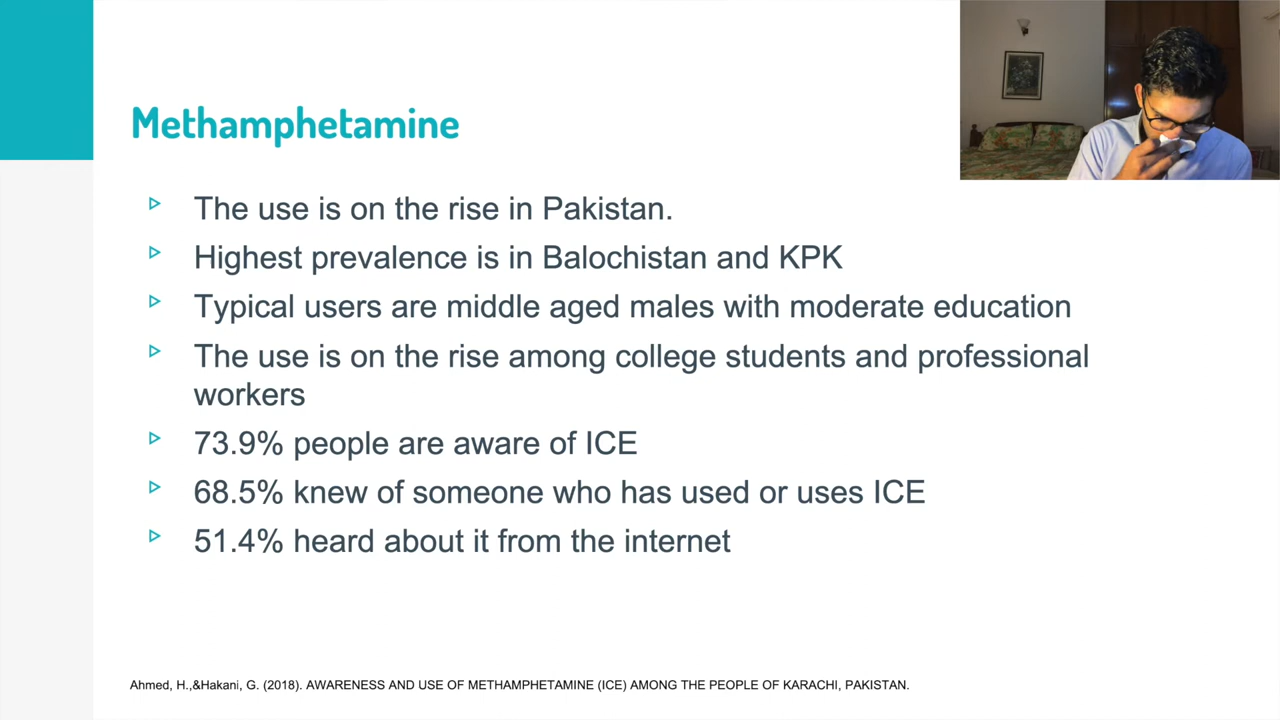 Methamphetamine
The use is on the rise in Pakistan.
Highest prevalence is in Balochistan and KPK
Typical users are middle aged males with moderate education
The use is on the rise among college students and professional
workers
73.9% people are aware of ICE
68.5% knew of someone who has used or uses ICE
51.4% heard about it from the internet
Ahmed, H.,&Hakani, G. (2018). AWARENESS AND USE OF METHAMPHETAMINE (ICE) AMONG THE PEOPLE OF KARACHI, PAKISTAN.